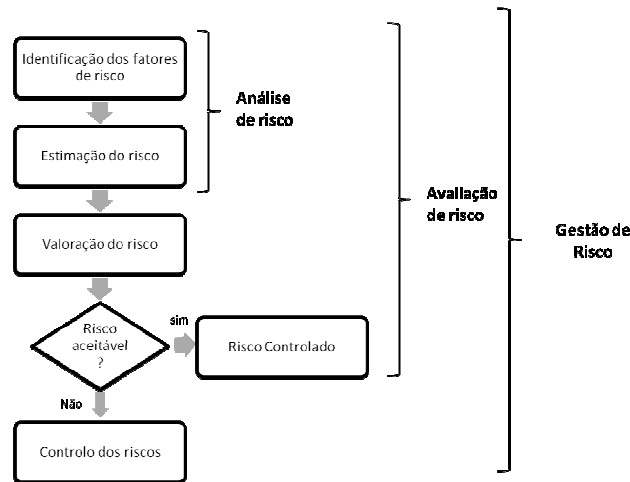 Identificação dos fatores
de risco
Análise
de risco
Estimação do risco
Avaliação
de risco
Valoração do risco
Gestão de
Risco
Risco
aceitável
?
sim
Risco Controlado
Não
Controlo dos riscos